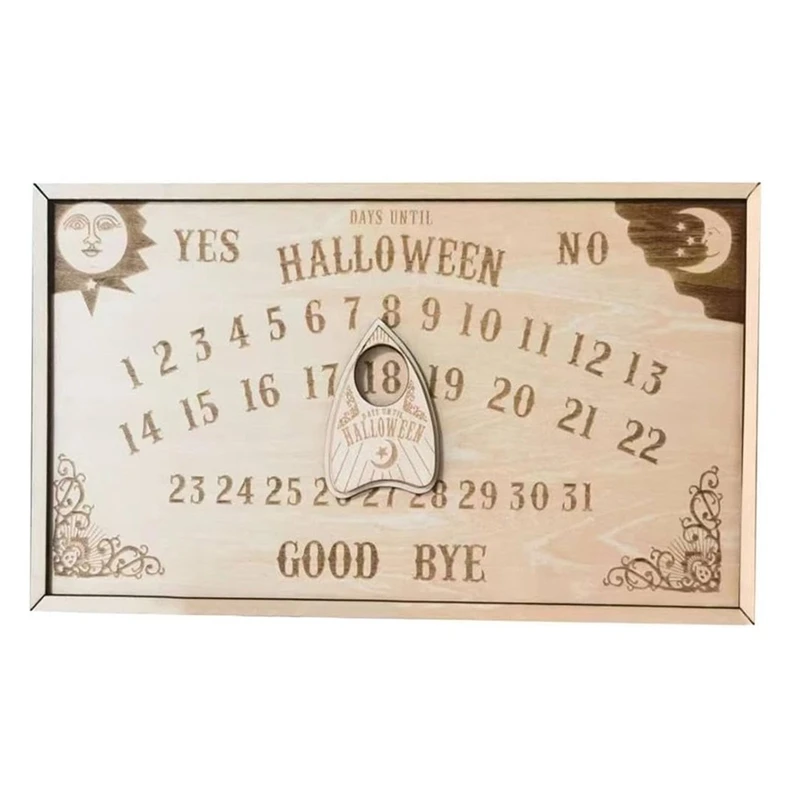 DAYS UNTIL
YES HALLOWEEN NO
1 2 3 4 5 6 7 8 9 10 11 12 13
14 15 16 17 18 19 20 21 22
DAYS UNTIL
HALLOWEEN
23 24 25 26 27 28 29 30 31
GOOD BYE